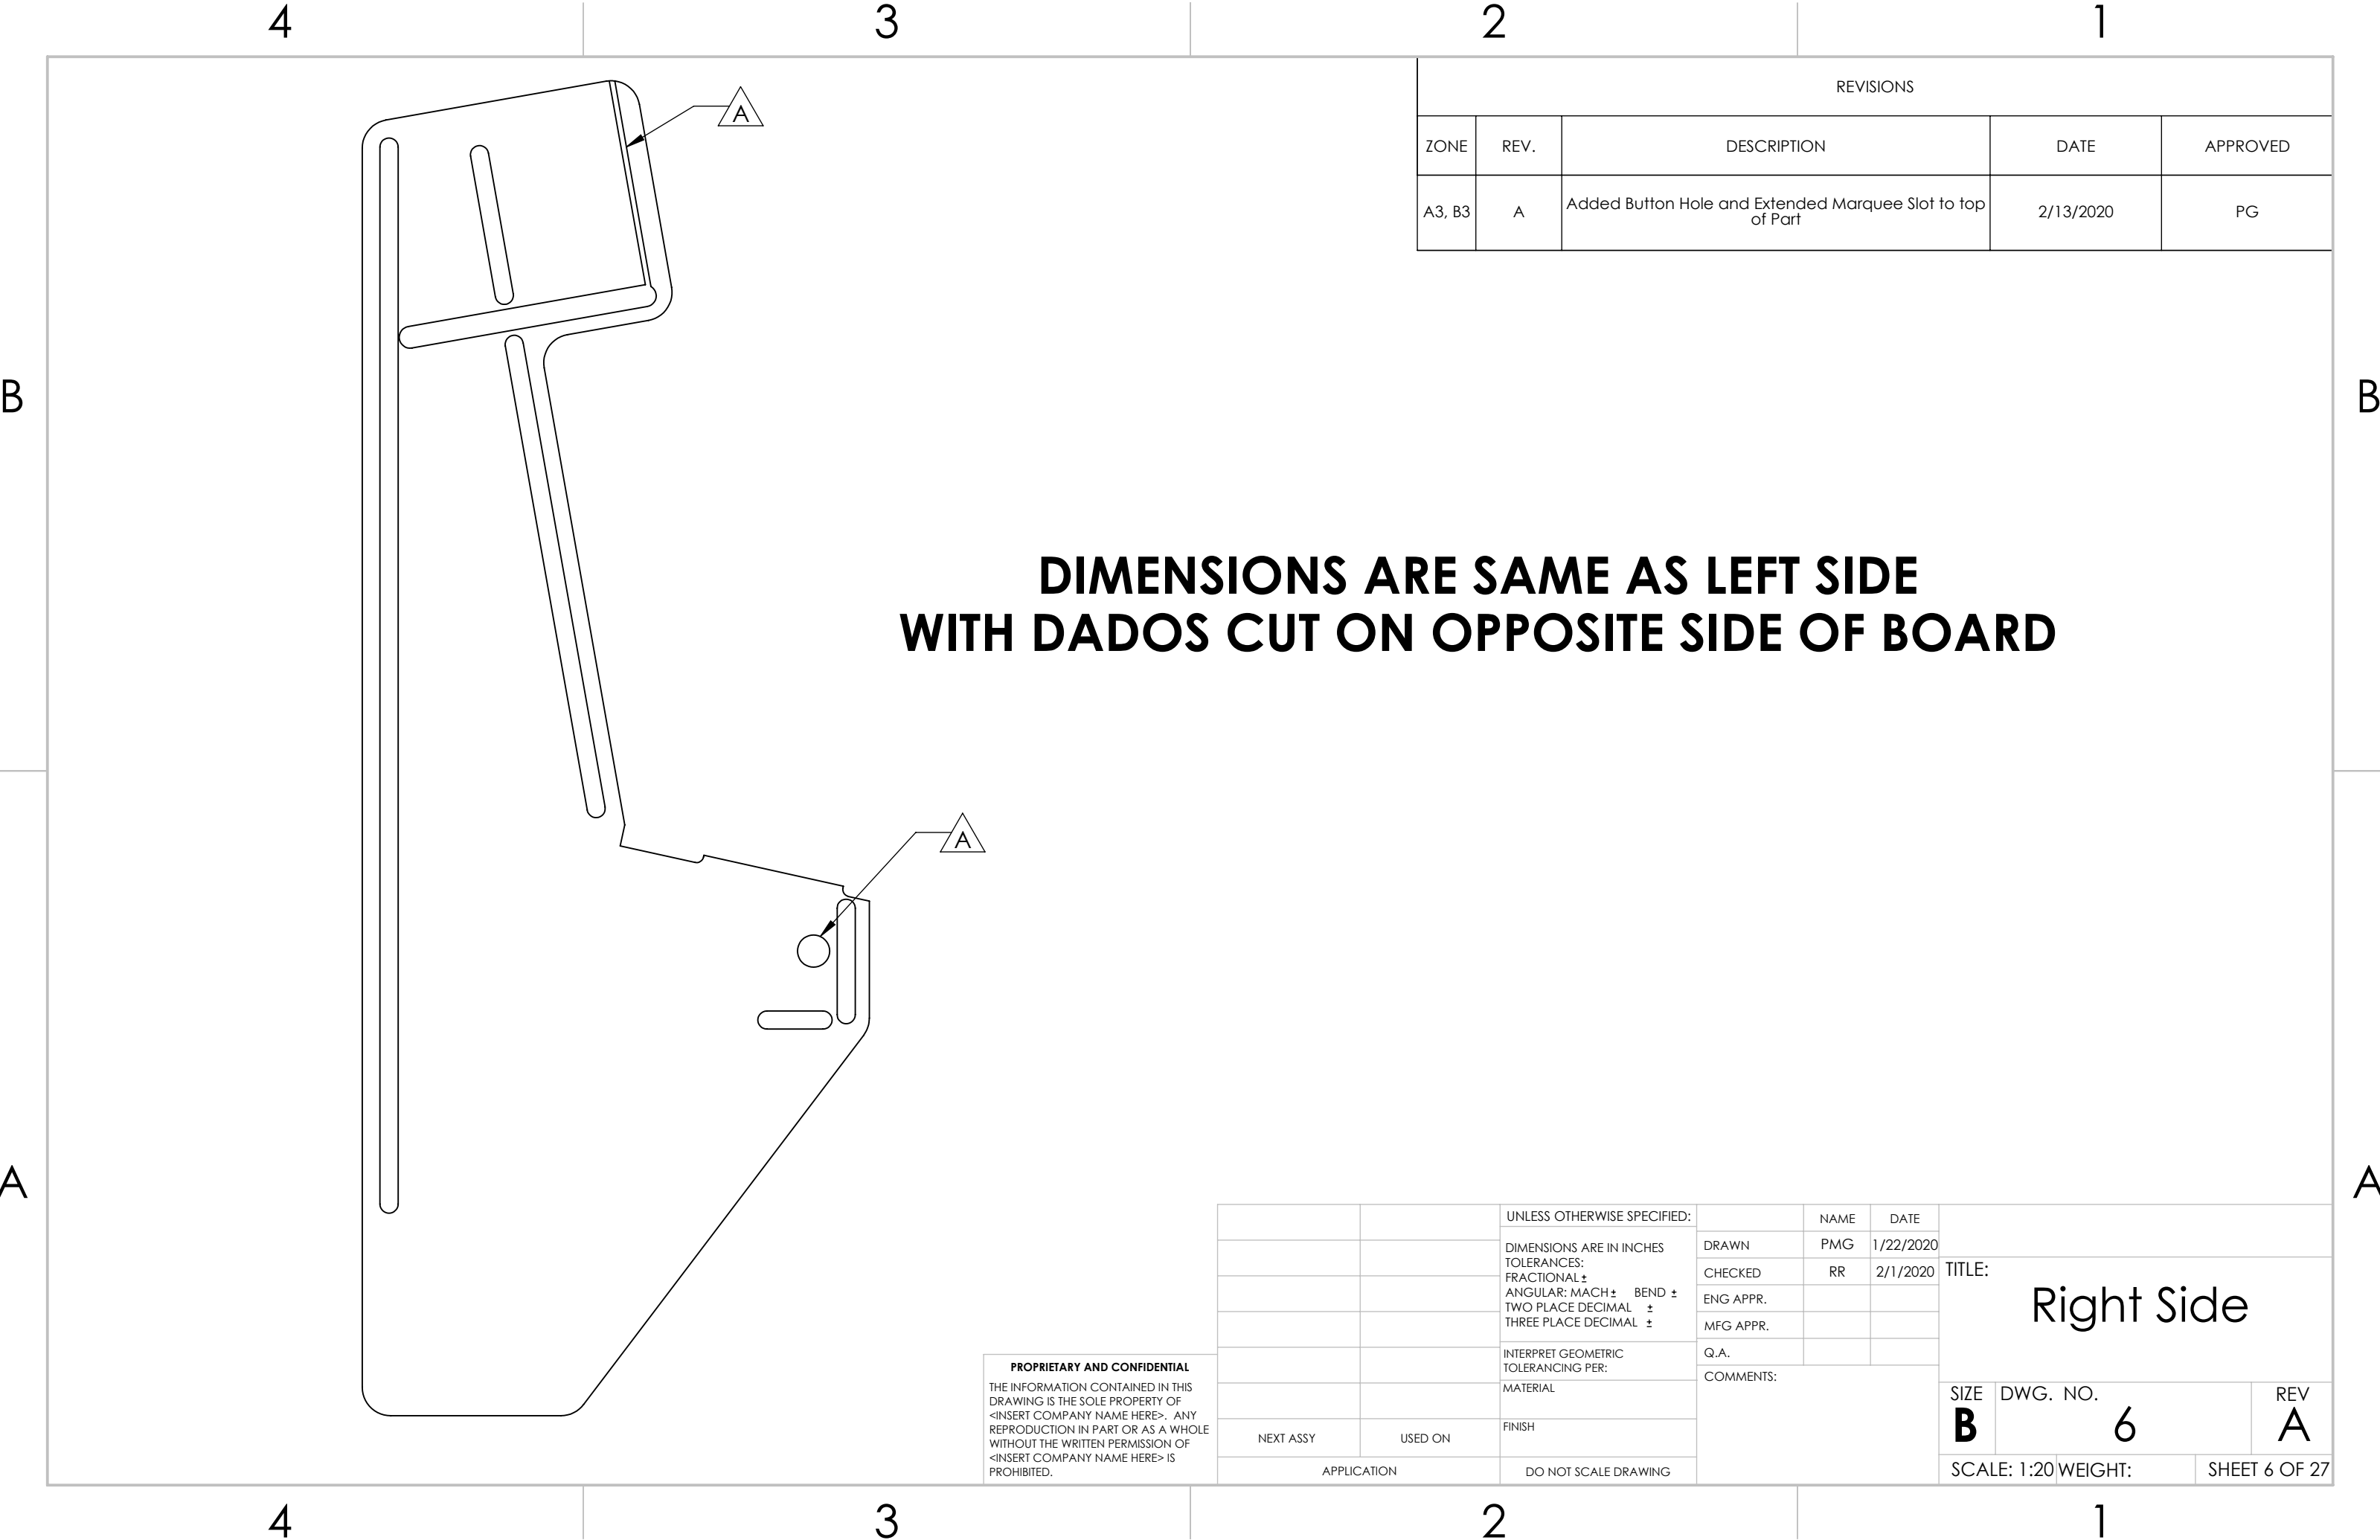 4 3 2 1
REVISIONS
ZONE REV. DESCRIPTION DATE APPROVED
A3, B3 A Added Button Hole and Extended Marquee Slot to top 2/13/2020 PG
of Part
A
B B
DIMENSIONS ARE SAME AS LEFT SIDE
WITH DADOS CUT ON OPPOSITE SIDE OF BOARD
A
A A
PROPRIETARY AND CONFIDENTIAL
THE INFORMATION CONTAINED IN THIS
DRAWING IS THE SOLE PROPERTY OF
<INSERT COMPANY NAME HERE>. ANY
REPRODUCTION IN PART OR AS A WHOLE
WITHOUT THE WRITTEN PERMISSION OF
<INSERT COMPANY NAME HERE> IS
PROHIBITED.
NEXT ASSY USED ON
APPLICATION
UNLESS OTHERWISE SPECIFIED:
DIMENSIONS ARE IN INCHES
TOLERANCES:
FRACTIONAL ±
ANGULAR: MACH ± BEND ±
TWO PLACE DECIMAL ±
THREE PLACE DECIMAL ±
INTERPRET GEOMETRIC
TOLERANCING PER:
MATERIAL
FINISH
DO NOT SCALE DRAWING
NAME DATE
DRAWN PMG 1/22/2020
CHECKED RR 2/1/2020
ENG APPR.
MFG APPR.
Q.A.
COMMENTS:
TITLE:
Right Side
SIZE DWG. NO. REV
B 6 A
SCALE: 1:20 WEIGHT: SHEET 6 OF 27
4 3 2 1